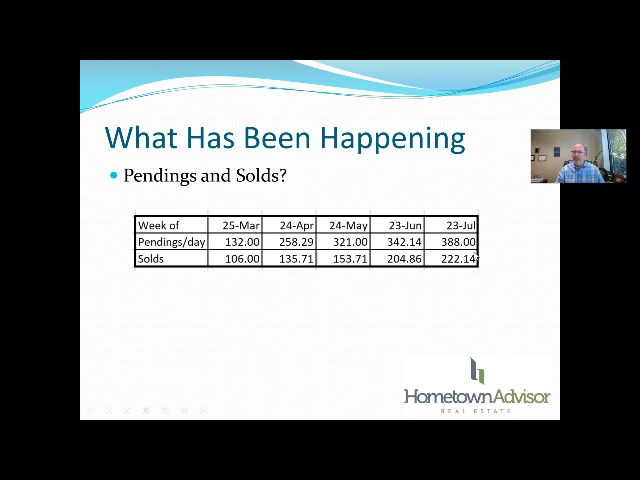 What Has Been Happening
Pendings and Solds?
Week of 25-Mar 24-Apr 24-May 23-Jun 23-Jul
Pendings/day 132.00 258.29 321.00 342.14 388.00
Solds 106.00 135.71 153.71 204.86 222.14
HometownAdvisor
REAL ESTATE